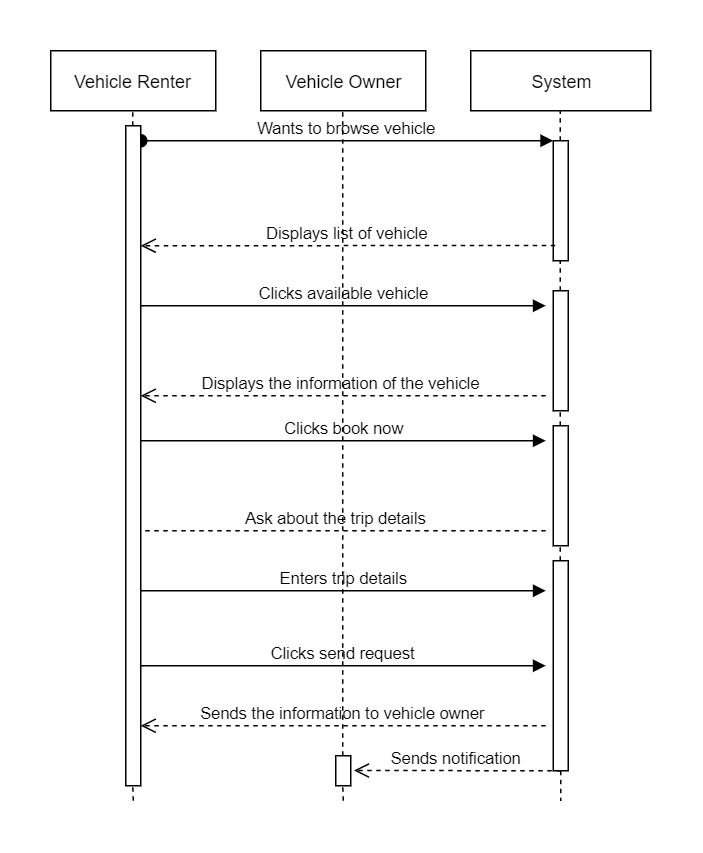 Vehicle Renter
Vehicle Owner
System
Wants to browse vehicle
Displays list of vehicle
Clicks available vehicle
Displays the information of the vehicle
Clicks book now
Ask about the trip details
Enters trip details
Clicks send request
Sends the information to vehicle owner
Sends notification